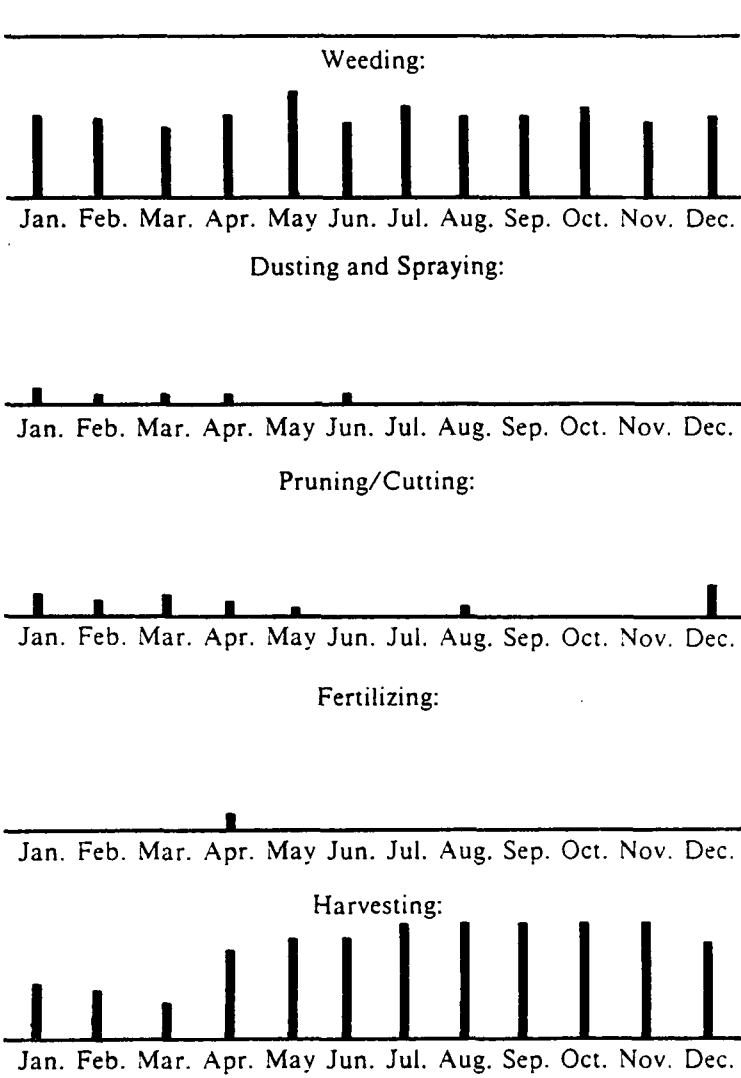 Weeding:
Jan. Feb. Mar. Apr. May Jun. Jul. Aug. Sep. Oct. Nov. Dec.
Dusting and Spraying:
Jan. Feb. Mar. Apr. May Jun. Jul. Aug. Sep. Oct. Nov. Dec.
Pruning/Cutting:
Jan. Feb. Mar. Apr. May Jun. Jul. Aug. Sep. Oct. Nov. Dec.
Fertilizing:
Jan. Feb. Mar. Apr. May Jun. Jul. Aug. Sep. Oct. Nov. Dec.
Harvesting:
Jan. Feb. Mar. Apr. May Jun. Jul. Aug. Sep. Oct. Nov. Dec.